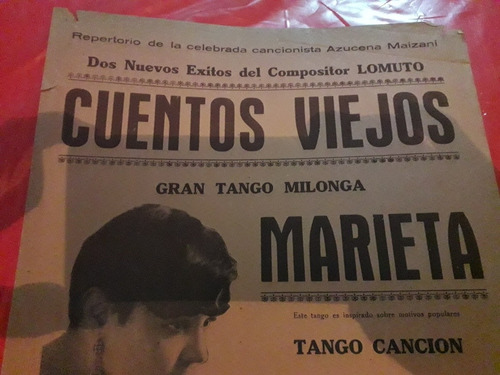 Repertorio de la celebrada cancionista Azucena Maizani
Dos Nuevos Exitos del Compositor LOMUTO
CUENTOS VIEJOS
GRAN TANGO MILONGA
MARIETA
Este tango es inspirado sobre motivos populares
TANGO CANCION